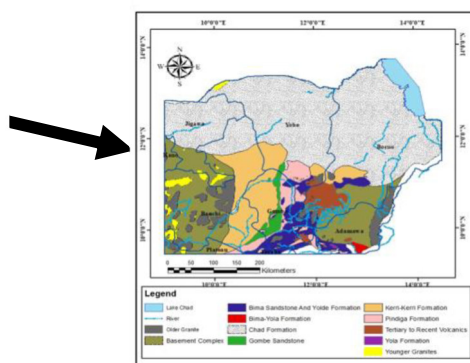 10°0'0" 12°0'0" 14°0'0"
N
W E
S
Jigawa Yobe
Borno
Kano
Bauchi Gombe
Adamawa
Plateau
0 25 50 100 150 200
Kilometers
10°0'0" 12°0'0" 14°0'0"
Legend
Lake Chad
River
Older Granite
Basement Complex
Bima Sandstone And Yolde Formation
Bima-Yola Formation
Chad Formation
Gombe Sandstone
Kerri-Kerri Formation
Pindiga Formation
Tertiary to Recent Volcanics
Yola Formation
Younger Granites